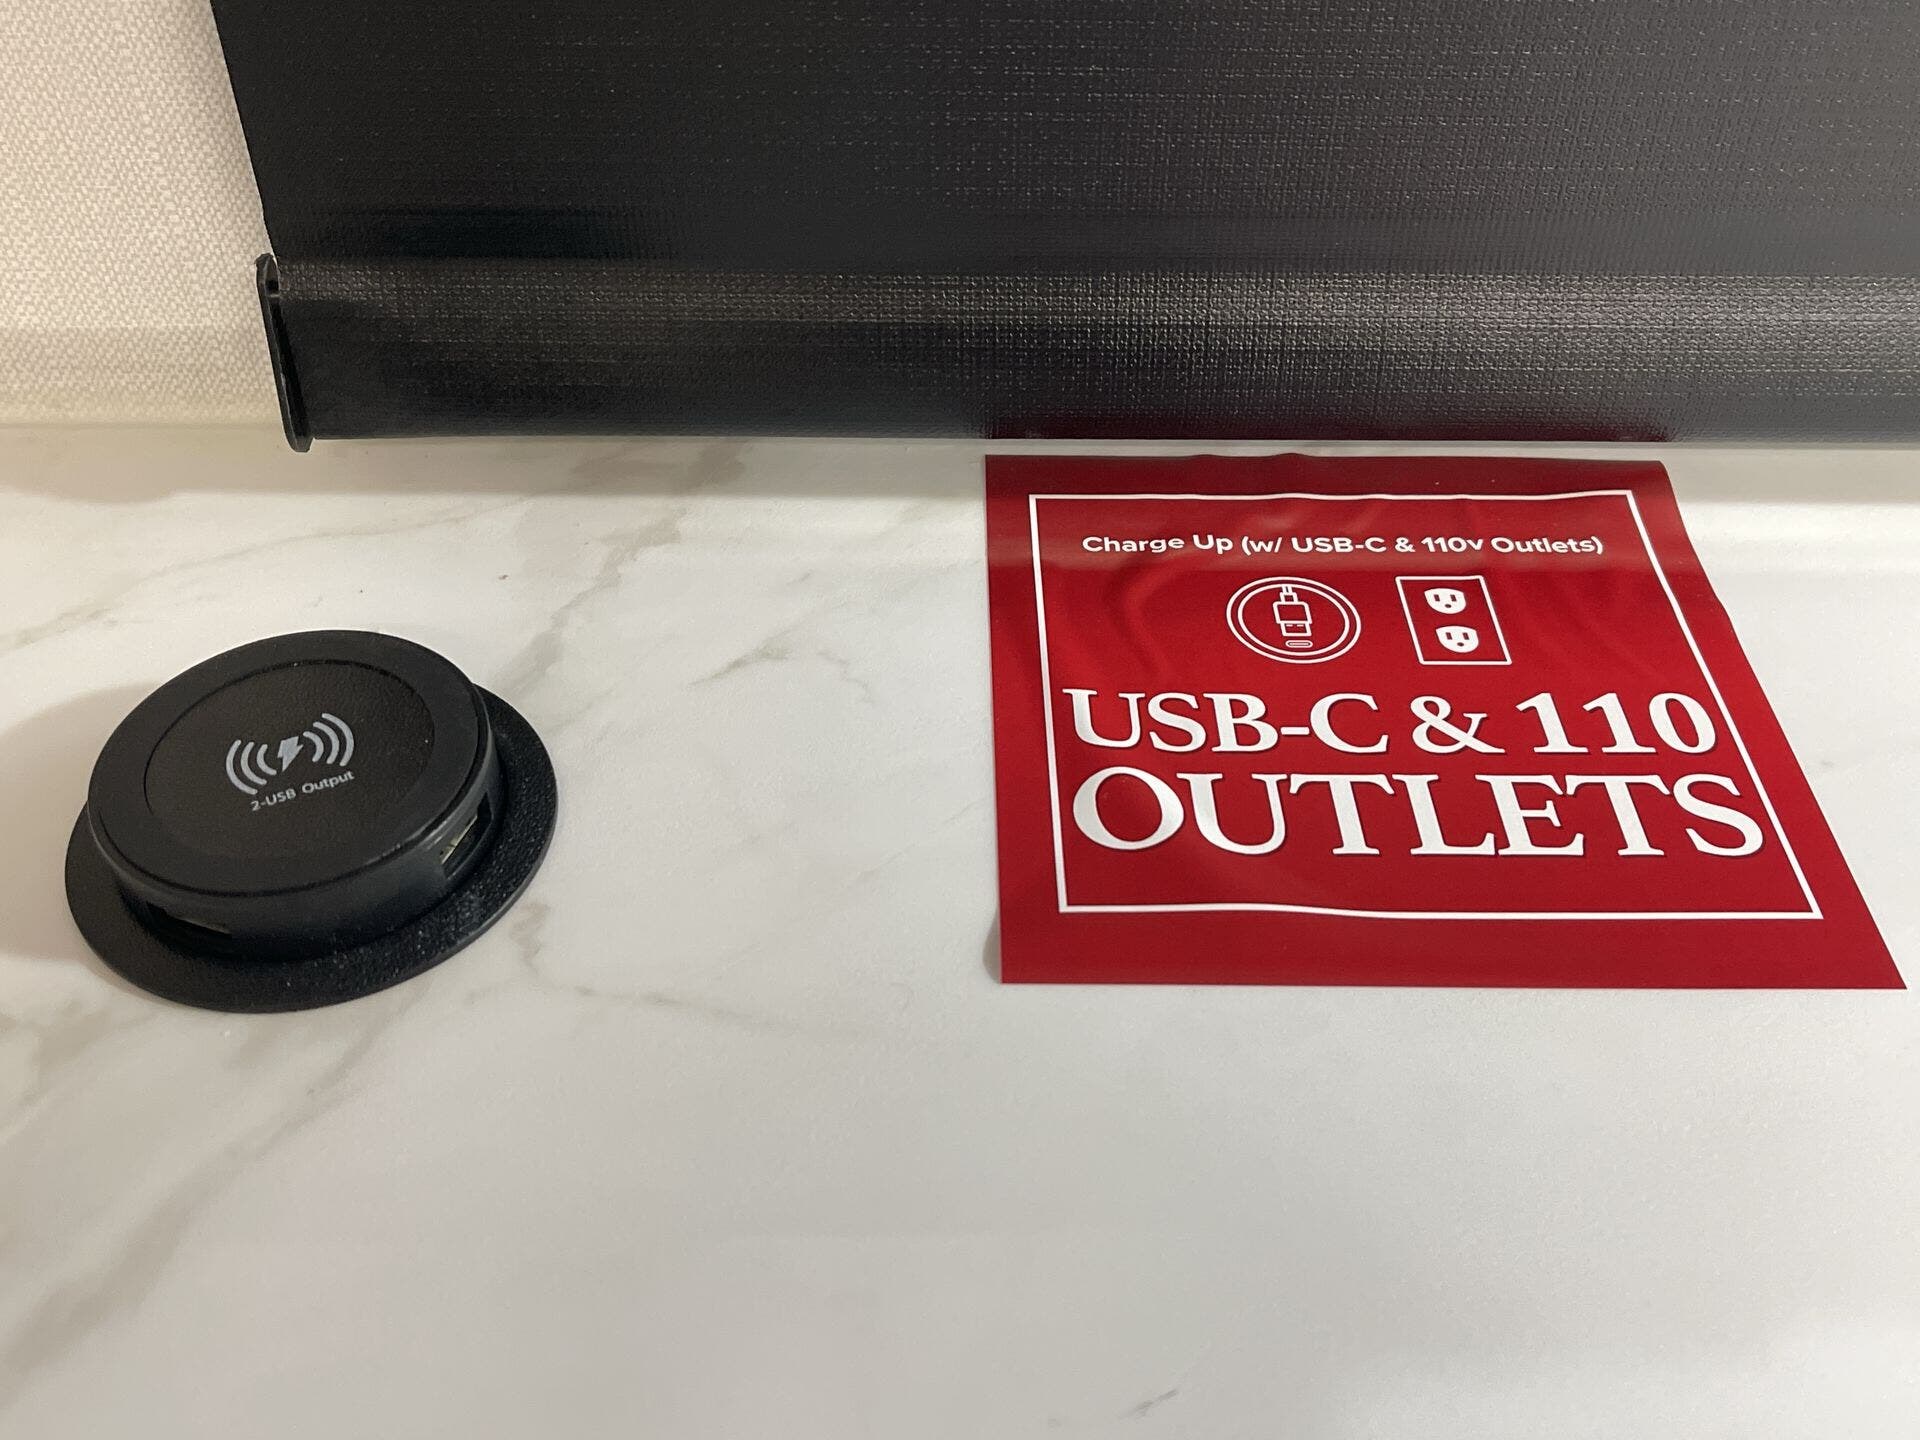 2-USB Output
Charge Up (w/ USB-C & 110v Outlets)
USB-C & 110
OUTLETS